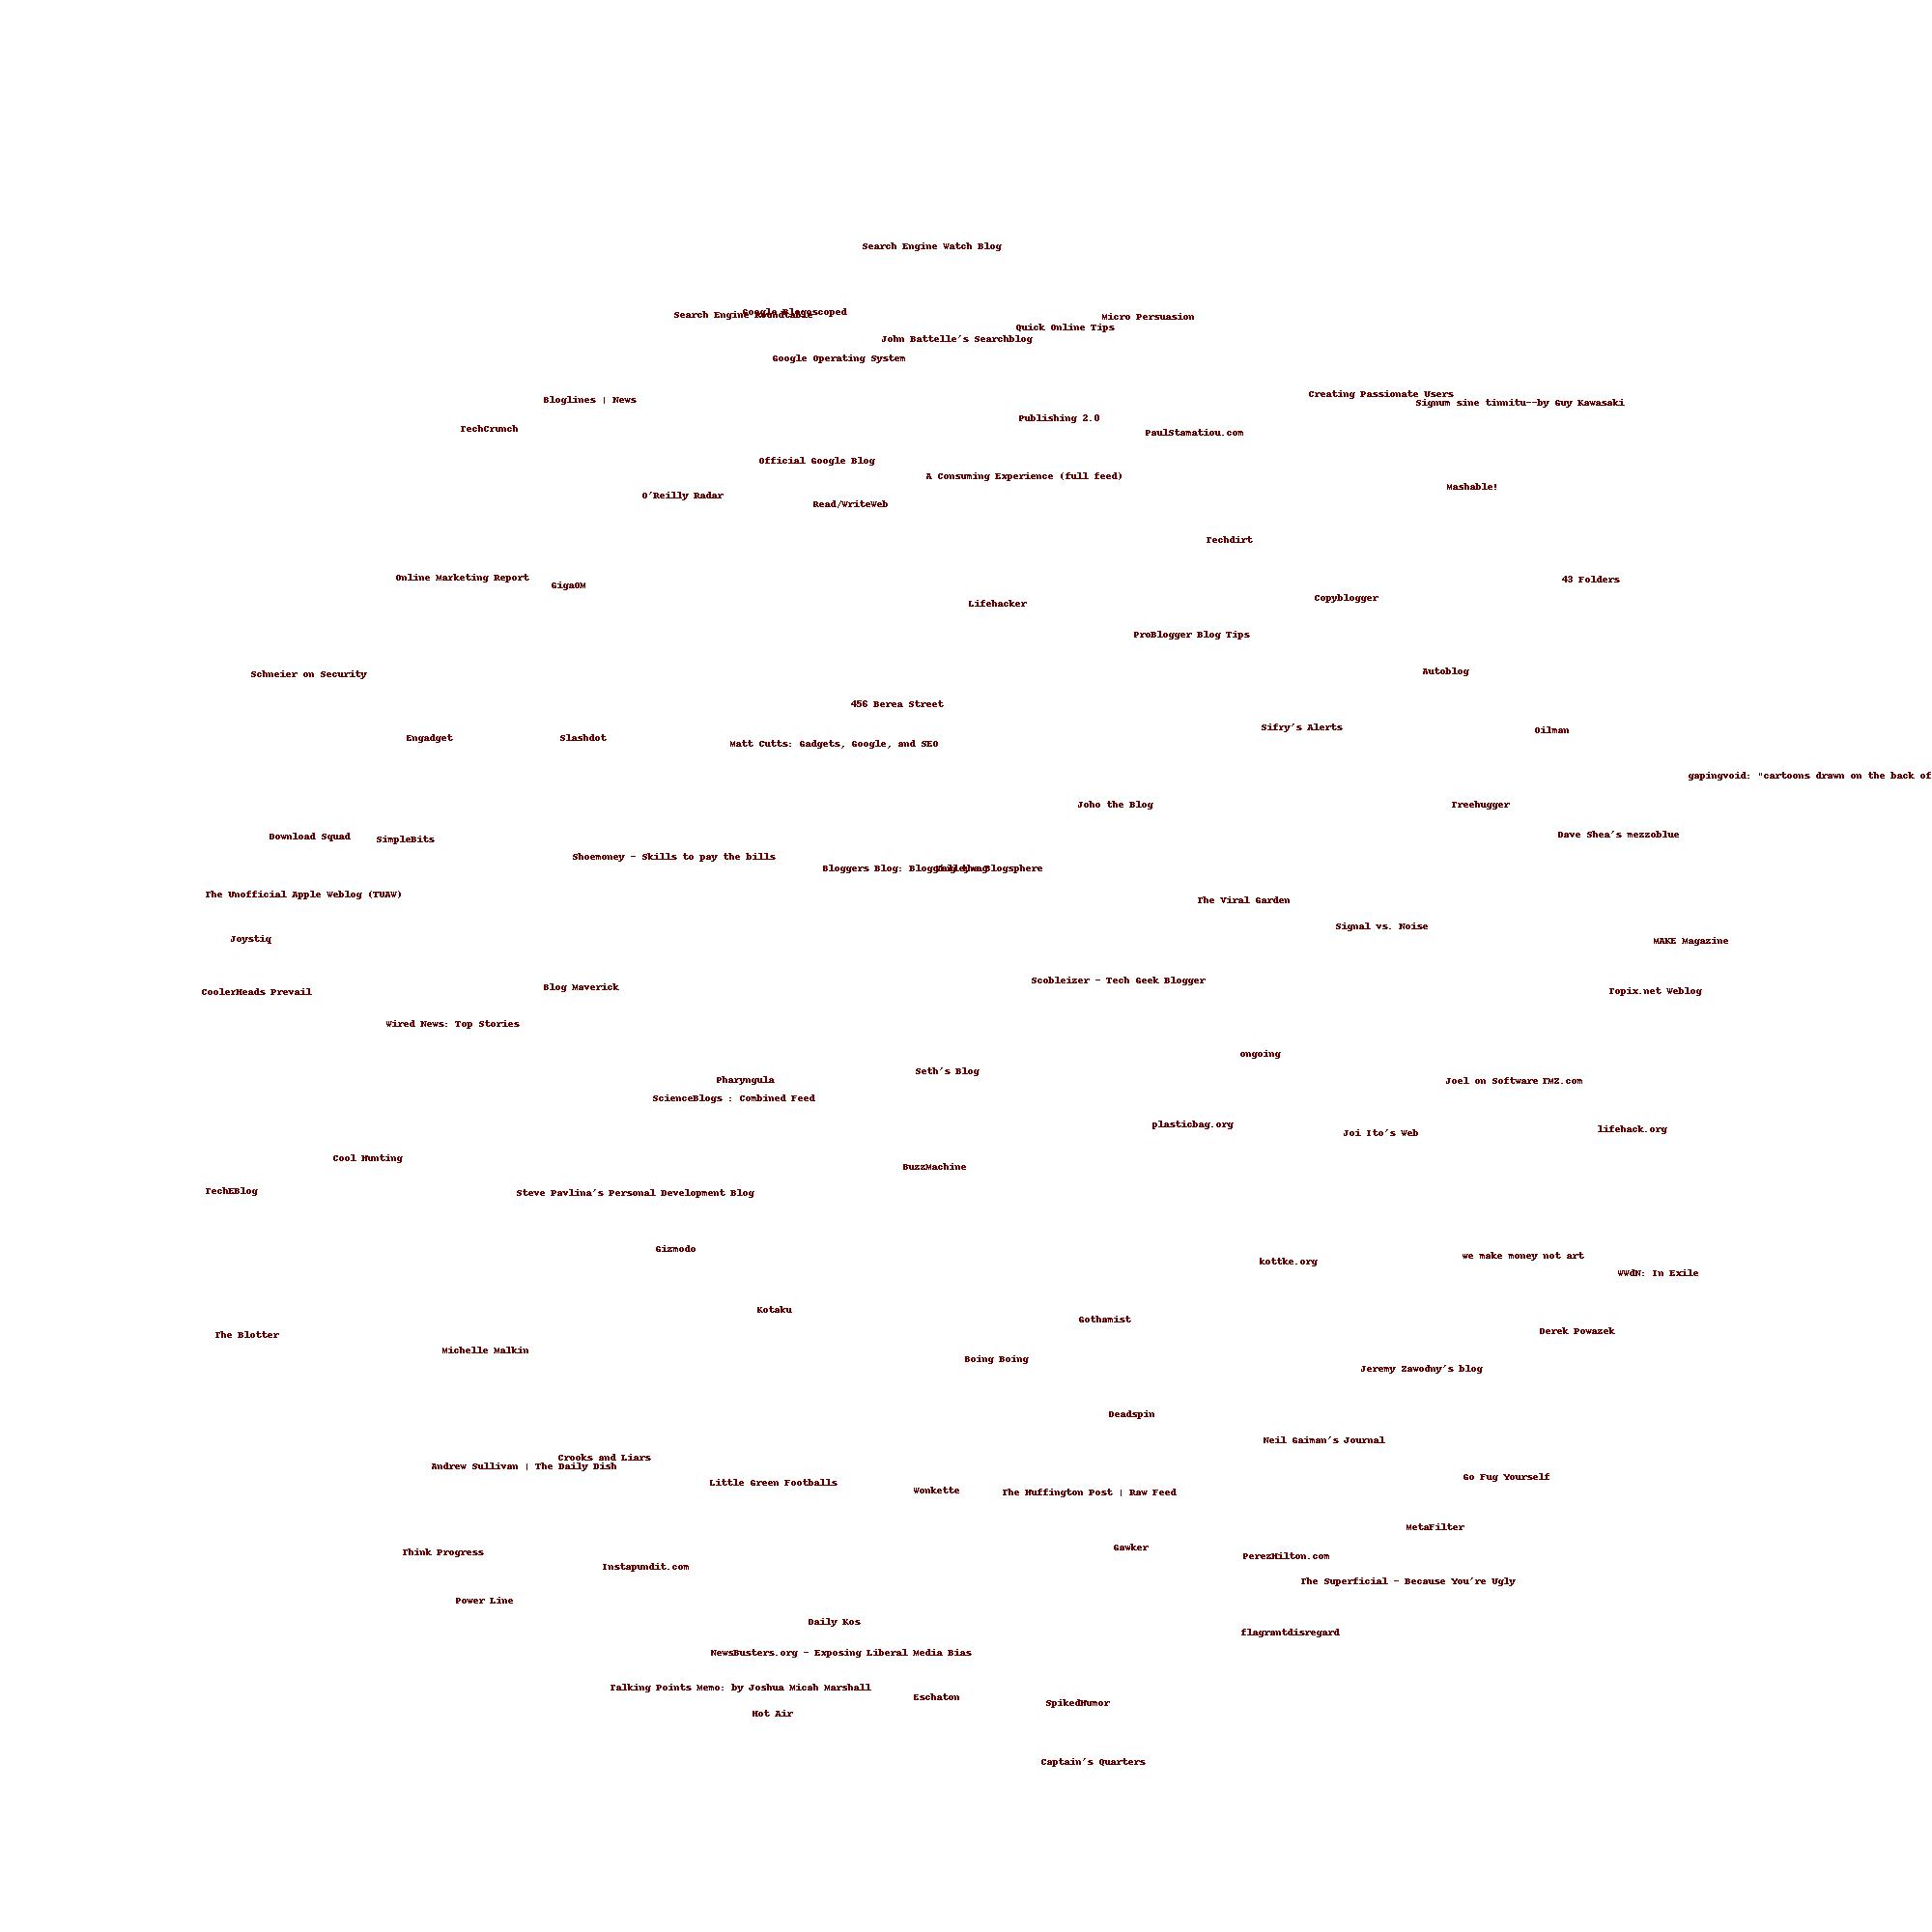 Search Engine Watch Blog
Google Blogoscoped
Search Engine Roundtable
Micro Persuasion
Quick Online Tips
John Battelle's Searchblog
Google Operating System
Creating Passionate Users
Bloglines | News
Signum sine tinnitu--by Guy Kawasaki
Publishing 2.0
TechCrunch
PaulStamatiou.com
Official Google Blog
A Consuming Experience (full feed)
Mashable!
O'Reilly Radar
Read/WriteWeb
Techdirt
Online Marketing Report
43 Folders
GigaOM
Copyblogger
Lifehacker
ProBlogger Blog Tips
Autoblog
Schneier on Security
456 Berea Street
Sifry's Alerts
Oilman
Engadget
Slashdot
Matt Cutts: Gadgets, Google, and SEO
gapingvoid: "cartoons drawn on the back of
Joho the Blog
Treehugger
Dave Shea's mezzoblue
Download Squad
SimpleBits
Shoemoney - Skills to pay the bills
Bloggers Blog: Blogging the Blogsphere
The Unofficial Apple Weblog (TUAW)
The Viral Garden
Signal vs. Noise
Joystiq
MAKE Magazine
Scobleizer - Tech Geek Blogger
Blog Maverick
Topix.net Weblog
CoolerHeads Prevail
Wired News: Top Stories
ongoing
Seth's Blog
Pharyngula
Joel on Software
TMZ.com
ScienceBlogs : Combined Feed
plasticbag.org
lifehack.org
Joi Ito's Web
Cool Hunting
BuzzMachine
TechEBlog
Steve Pavlina's Personal Development Blog
Gizmodo
we make money not art
kottke.org
WWdN: In Exile
Kotaku
Gothamist
Derek Powazek
The Blotter
Michelle Malkin
Boing Boing
Jeremy Zawodny's blog
Deadspin
Neil Gaiman's Journal
Crooks and Liars
Andrew Sullivan | The Daily Dish
Go Fug Yourself
Little Green Footballs
Wonkette
The Huffington Post | Raw Feed
MetaFilter
Gawker
Think Progress
PerezHilton.com
Instapundit.com
The Superficial - Because You're Ugly
Power Line
Daily Kos
flagrantdisregard
NewsBusters.org - Exposing Liberal Media Bias
Talking Points Memo: by Joshua Micah Marshall
Eschaton
SpikedHumor
Hot Air
Captain's Quarters